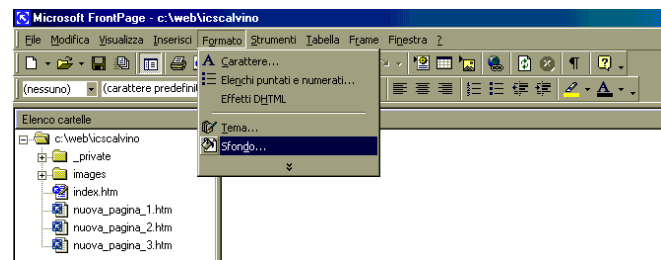 Microsoft FrontPage - c:\web\icscalvino
File Modifica Visualizza Inserisci Formato Strumenti Tabella Frame Finestra ?
(nessuno) (carattere predefini
Carattere...
Elenchi puntati e numerati...
Effetti DHTML
Tema...
Sfondo...
Elenco cartelle
c:\web\icscalvino
_private
images
index.htm
nuova_pagina_1.htm
nuova_pagina_2.htm
nuova_pagina_3.htm